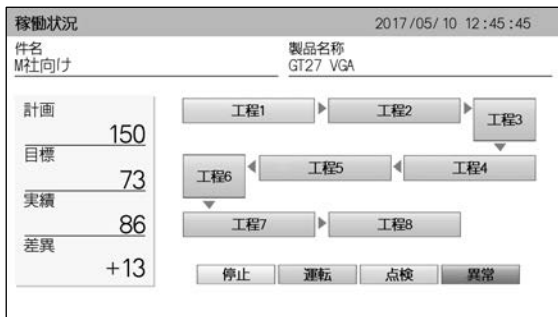 稼働状況 2017/05/10 12:45:45
件名 製品名称
M社向け GT27 VGA
計画
150
目標
73
実績
86
差異
+13
工程1 工程2 工程3
工程6 工程5 工程4
工程7 工程8
停止 運転 点検 異常